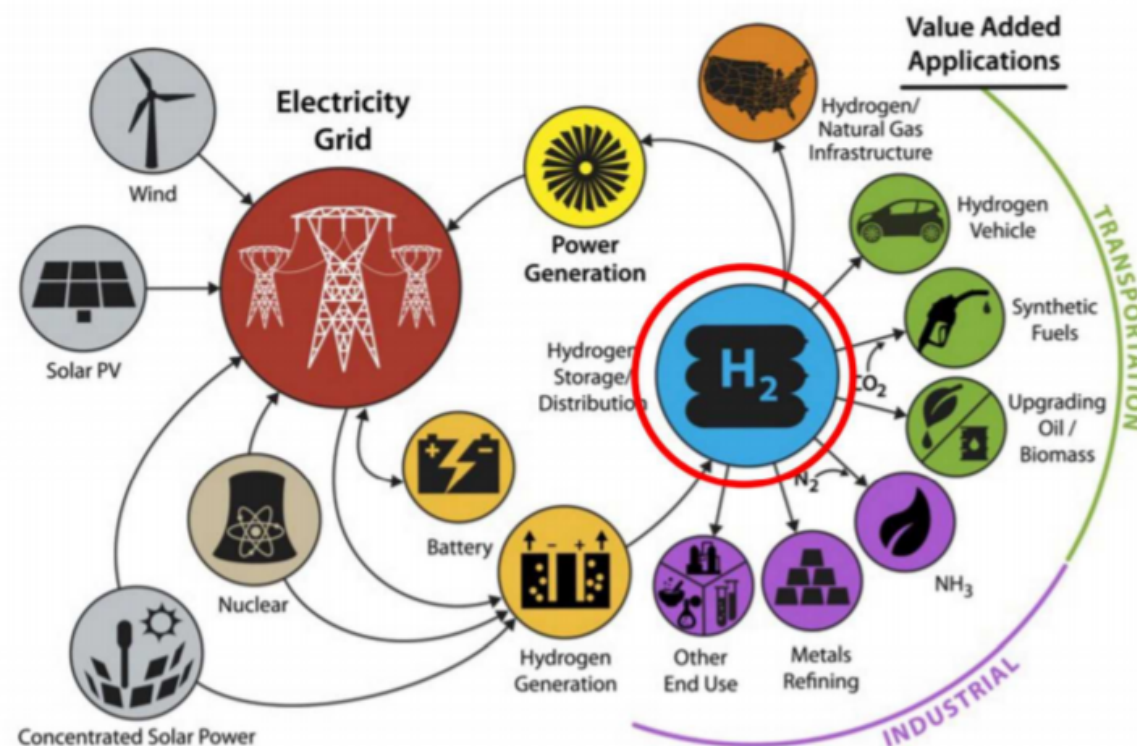 Value Added
Applications
Electricity
Grid
Wind
Hydrogen/
Natural Gas
Infrastructure
Power
Generation
Hydrogen
Vehicle
TRANSPORTATION
Solar PV
Hydrogen
Storage/
Distribution
H2
Synthetic
Fuels
CO2
Upgrading
Oil /
Biomass
N2
Battery
+ -
- +
Nuclear
NH3
Hydrogen
Generation
Other
End Use
Metals
Refining
INDUSTRIAL
Concentrated Solar Power